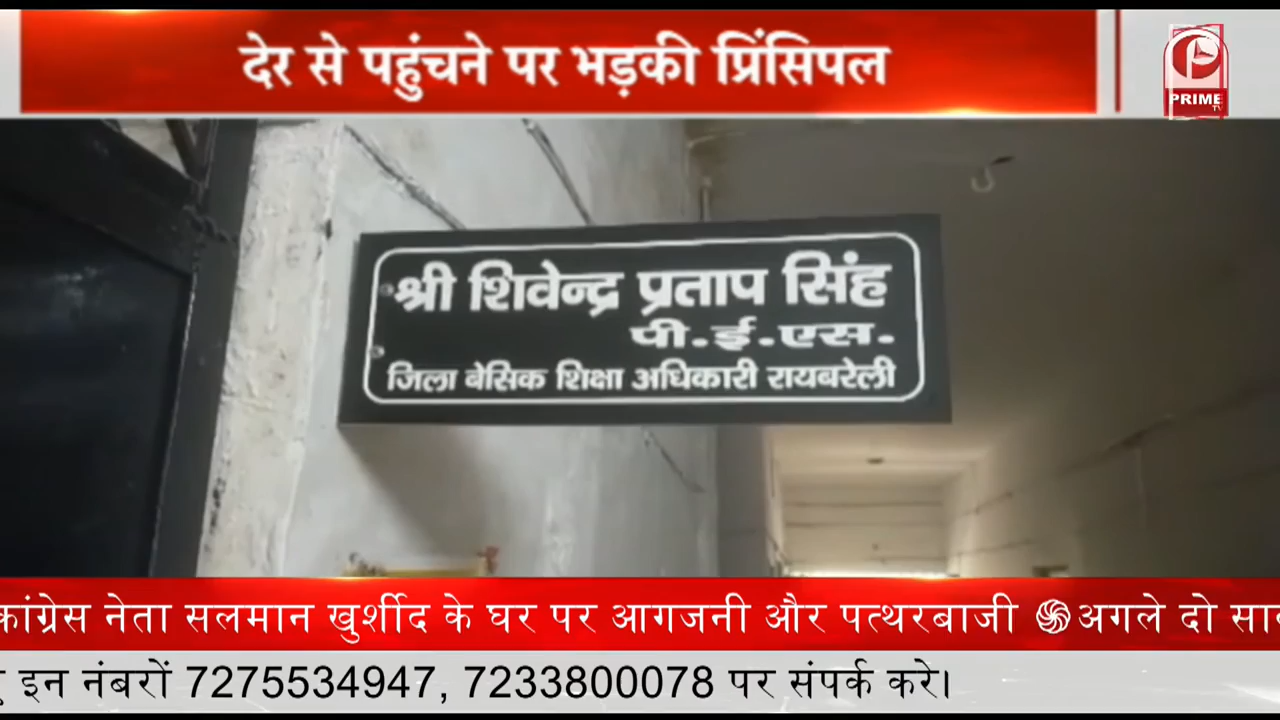 देर से पहुंचने पर भड़की प्रिंसिपल
PRIME
TV
श्री शिवेन्द्र प्रताप सिंह
पी.ई.एस.
जिला बेसिक शिक्षा अधिकारी रायबरेली
कांग्रेस नेता सलमान खुर्शीद के घर पर आगजनी और पत्थरबाजी अगले दो
इन नंबरों 7275534947, 7233800078 पर संपर्क करे।